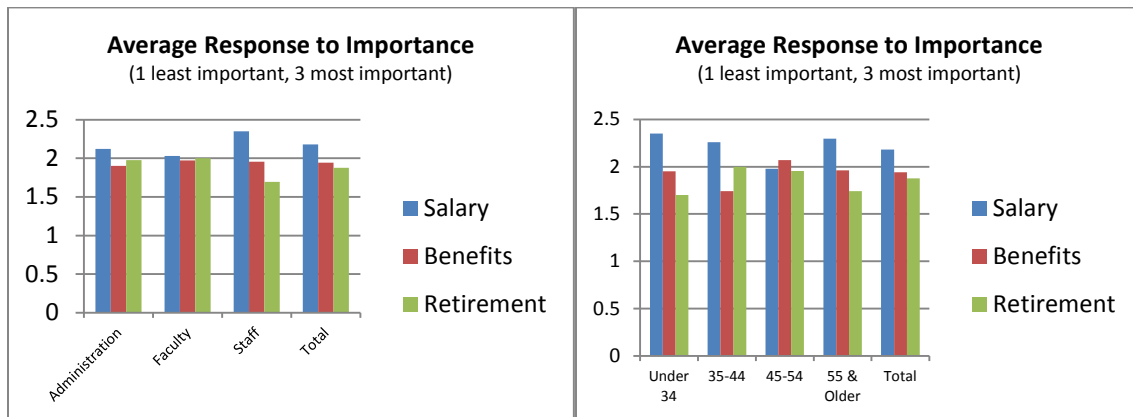 Average Response to Importance
(1 least important, 3 most important)
2.5
2
1.5
1
0.5
0
Administration
Faculty
Staff
Total
Salary
Benefits
Retirement
Average Response to Importance
(1 least important, 3 most important)
2.5
2
1.5
1
0.5
0
Under
34
35-44
45-54
55 &
Older
Total
Salary
Benefits
Retirement